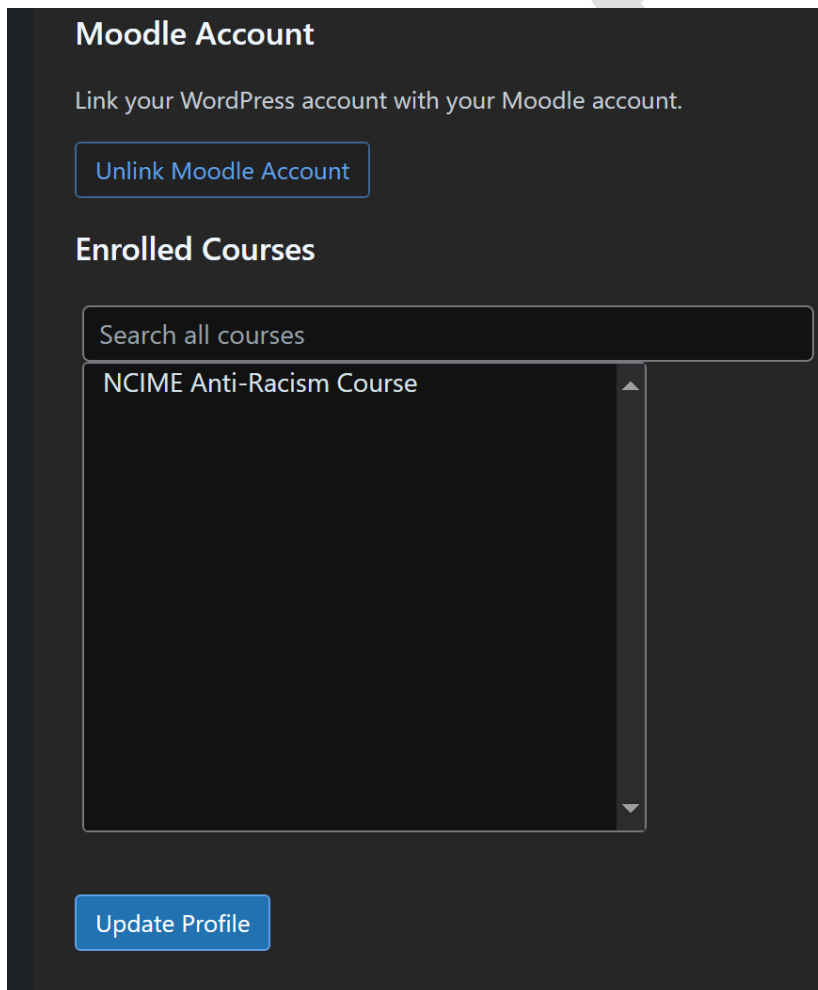 Moodle Account
Link your WordPress account with your Moodle account.
Unlink Moodle Account
Enrolled Courses
Search all courses
NCIME Anti-Racism Course
Update Profile